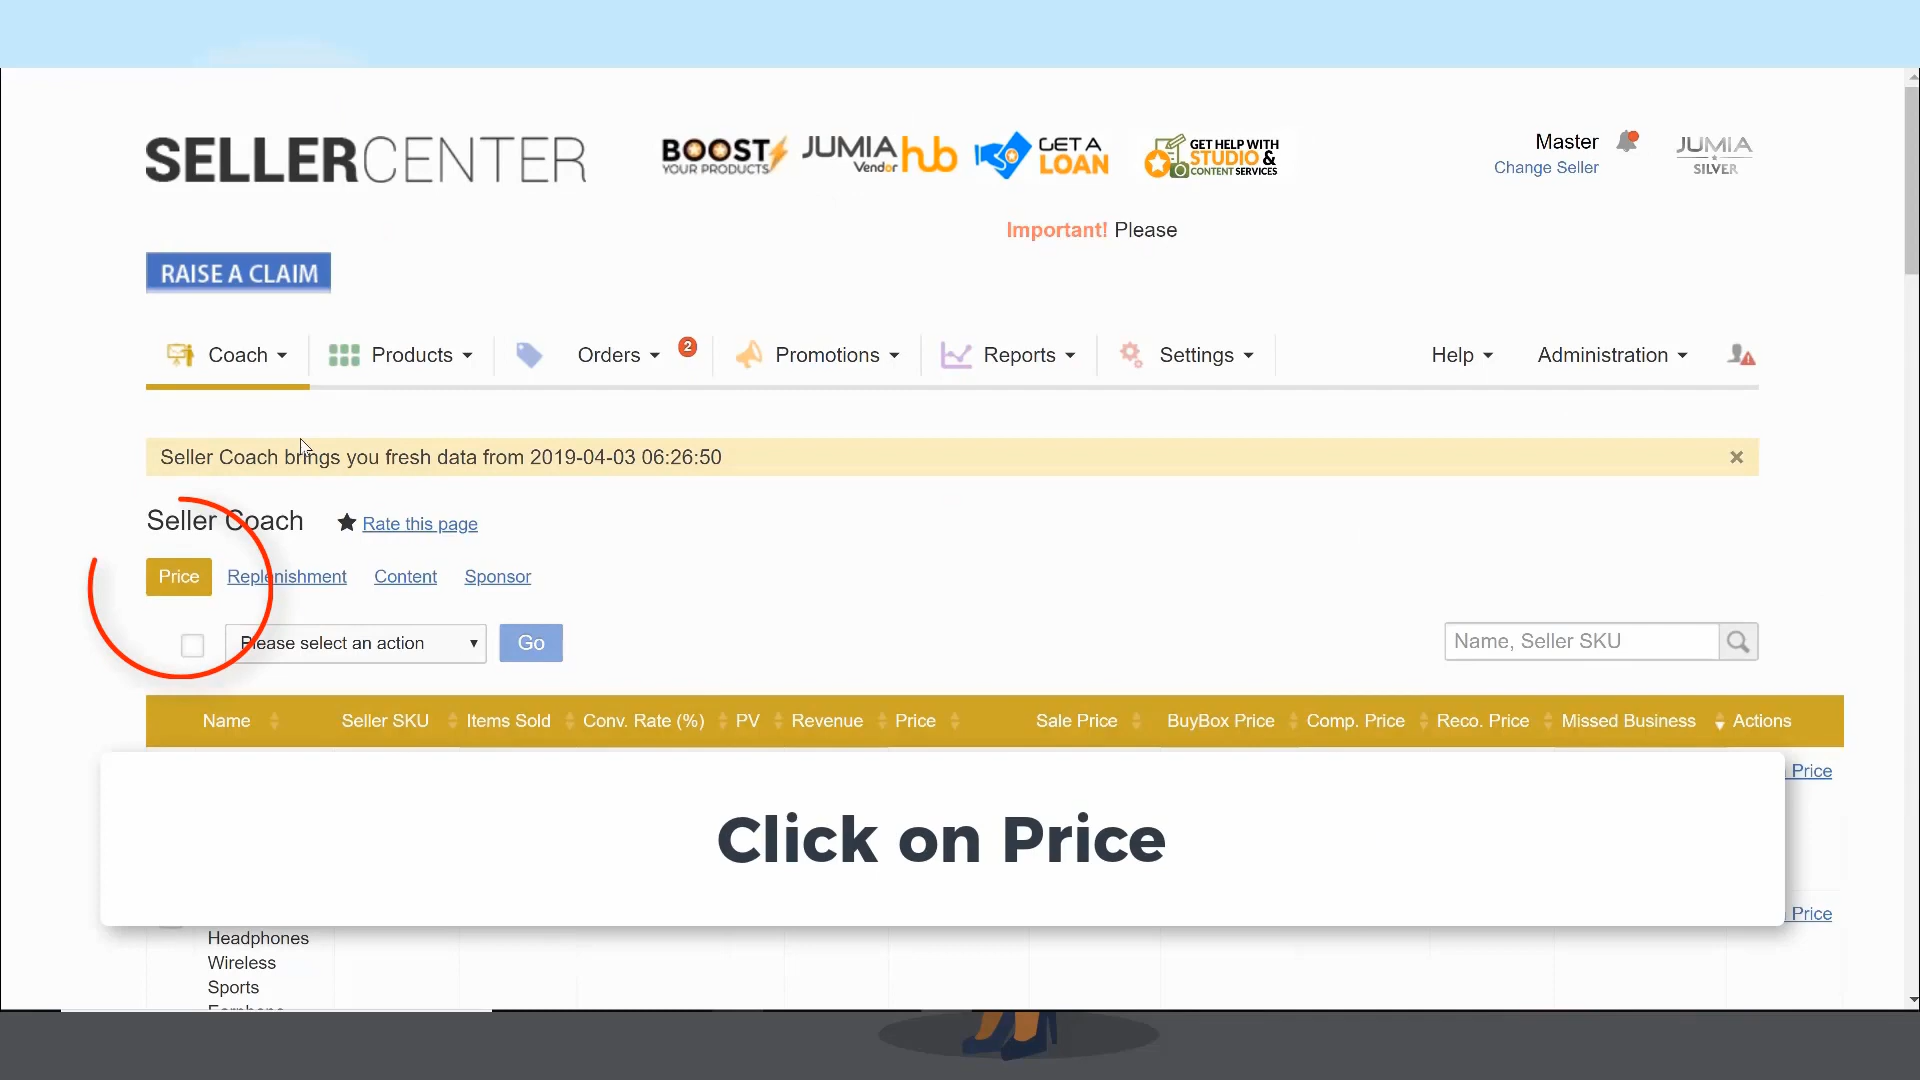 SELLERCENTER
BOOST
YOUR PRODUCTS
JUMIA hub
Vendor
GET A
LOAN
GET HELP WITH
STUDIO &
CONTENT SERVICES
Master
Change Seller
JUMIA
SILVER
Important! Please
RAISE A CLAIM
Coach
Products
Orders
2
Promotions
Reports
Settings
Help
Administration
Seller Coach brings you fresh data from 2019-04-03 06:26:50
Seller Coach
Rate this page
Price
Replenishment
Content
Sponsor
Please select an action
Go
Name, Seller SKU
Name
Seller SKU
Items Sold
Conv. Rate (%)
PV
Revenue
Price
Sale Price
BuyBox Price
Comp. Price
Reco. Price
Missed Business
Actions
Price
Click on Price
Price
Headphones
Wireless
Sports